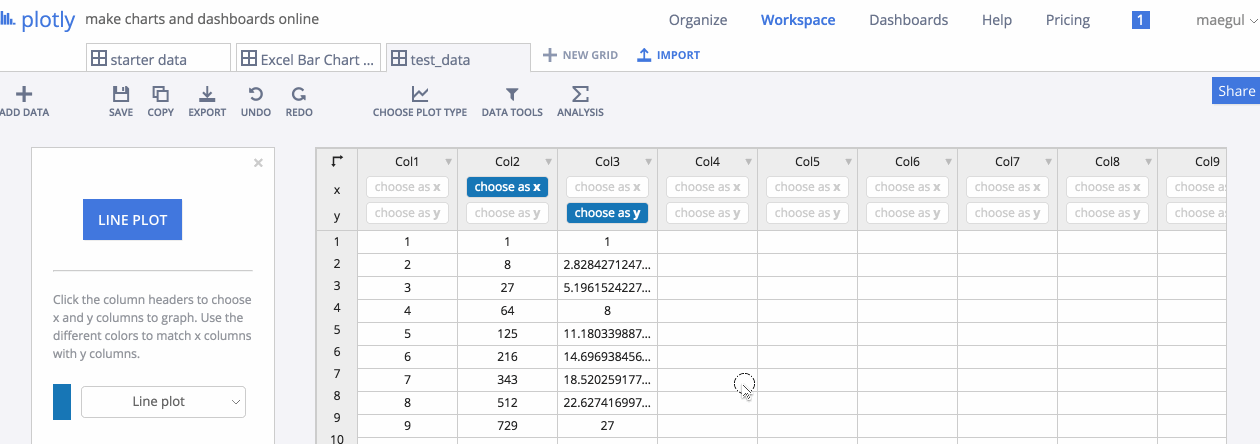 plotly make charts and dashboards online Organize Workspace Dashboards Help Pricing 1 maegul
starter data Excel Bar Chart ... test_data NEW GRID IMPORT
ADD DATA SAVE COPY EXPORT UNDO REDO CHOOSE PLOT TYPE DATA TOOLS ANALYSIS Share
LINE PLOT
Click the column headers to choose
x and y columns to graph. Use the
different colors to match x columns
with y columns.
Line plot
Col1 Col2 Col3 Col4 Col5 Col6 Col7 Col8 Col9
x choose as x choose as x choose as x choose as x choose as x choose as x choose as x choose as x choose as
y choose as y choose as y choose as y choose as y choose as y choose as y choose as y choose as y choose as
1 1 1 1
2 2 8 2.8284271247...
3 3 27 5.1961524227...
4 4 64 8
5 5 125 11.180339887...
6 6 216 14.696938456...
7 7 343 18.520259177...
8 8 512 22.627416997...
9 9 729 27
10